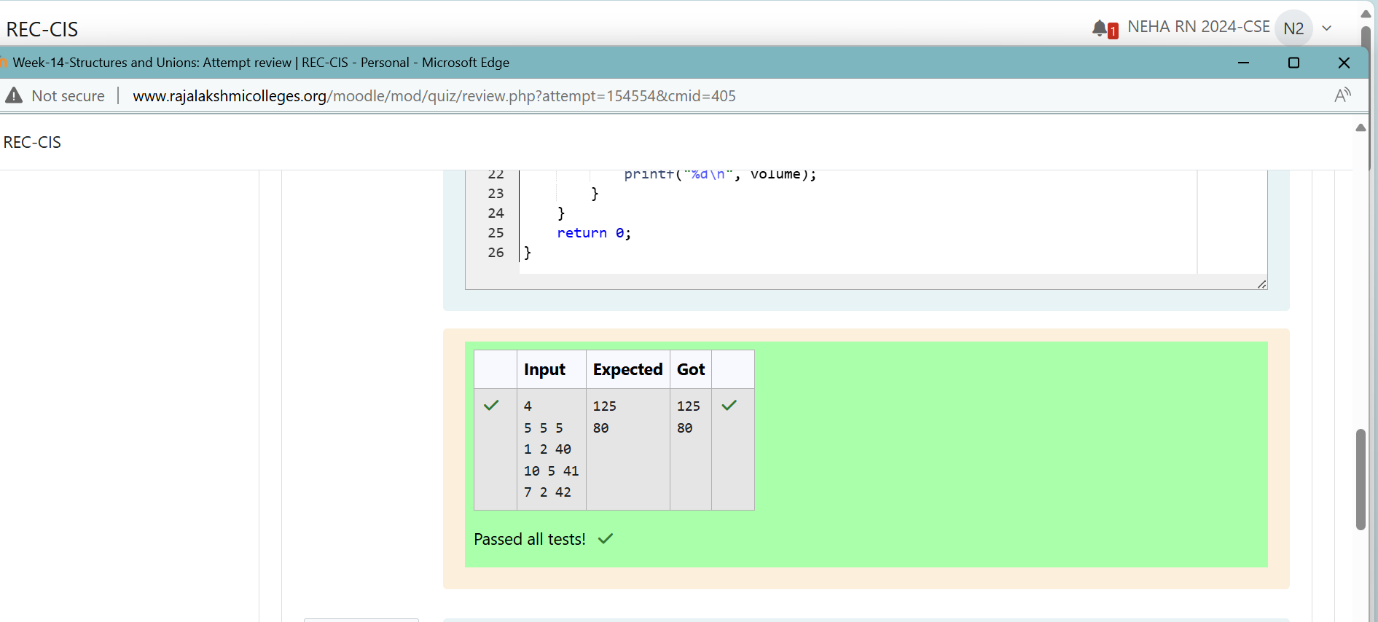 REC-CIS
1 NEHA RN 2024-CSE N2
Week-14-Structures and Unions: Attempt review | REC-CIS - Personal - Microsoft Edge
Not secure | www.rajalakshmicolleges.org/moodle/mod/quiz/review.php?attempt=154554&cmid=405 A
REC-CIS
22 printf("%d\n", volume);
23 }
24 }
25 return 0;
26 }
Input Expected Got
4 125 125
5 5 5 80 80
1 2 40
10 5 41
7 2 42
Passed all tests!